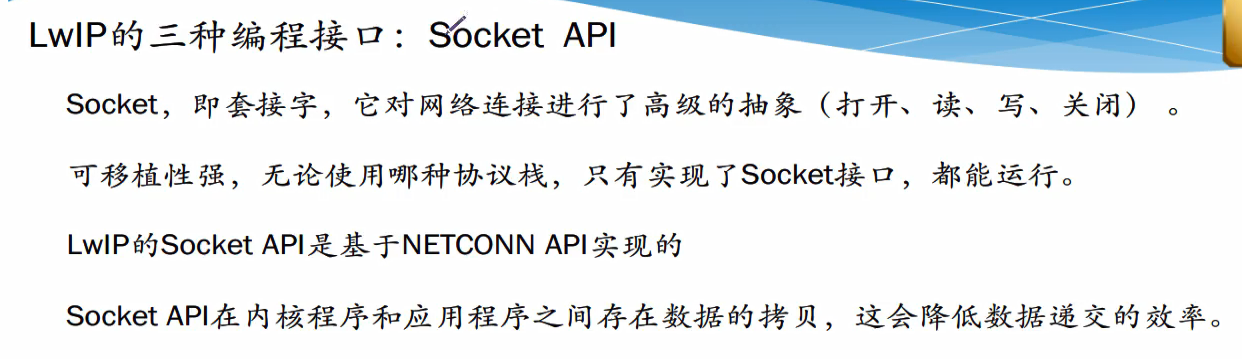 LwIP的三种编程接口：Socket API
Socket，即套接字，它对网络连接进行了高级的抽象（打开、读、写、关闭） 。
可移植性强，无论使用哪种协议栈，只有实现了Socket接口，都能运行。
LwIP的Socket API是基于NETCONN API实现的
Socket API在内核程序和应用程序之间存在数据的拷贝，这会降低数据递交的效率。